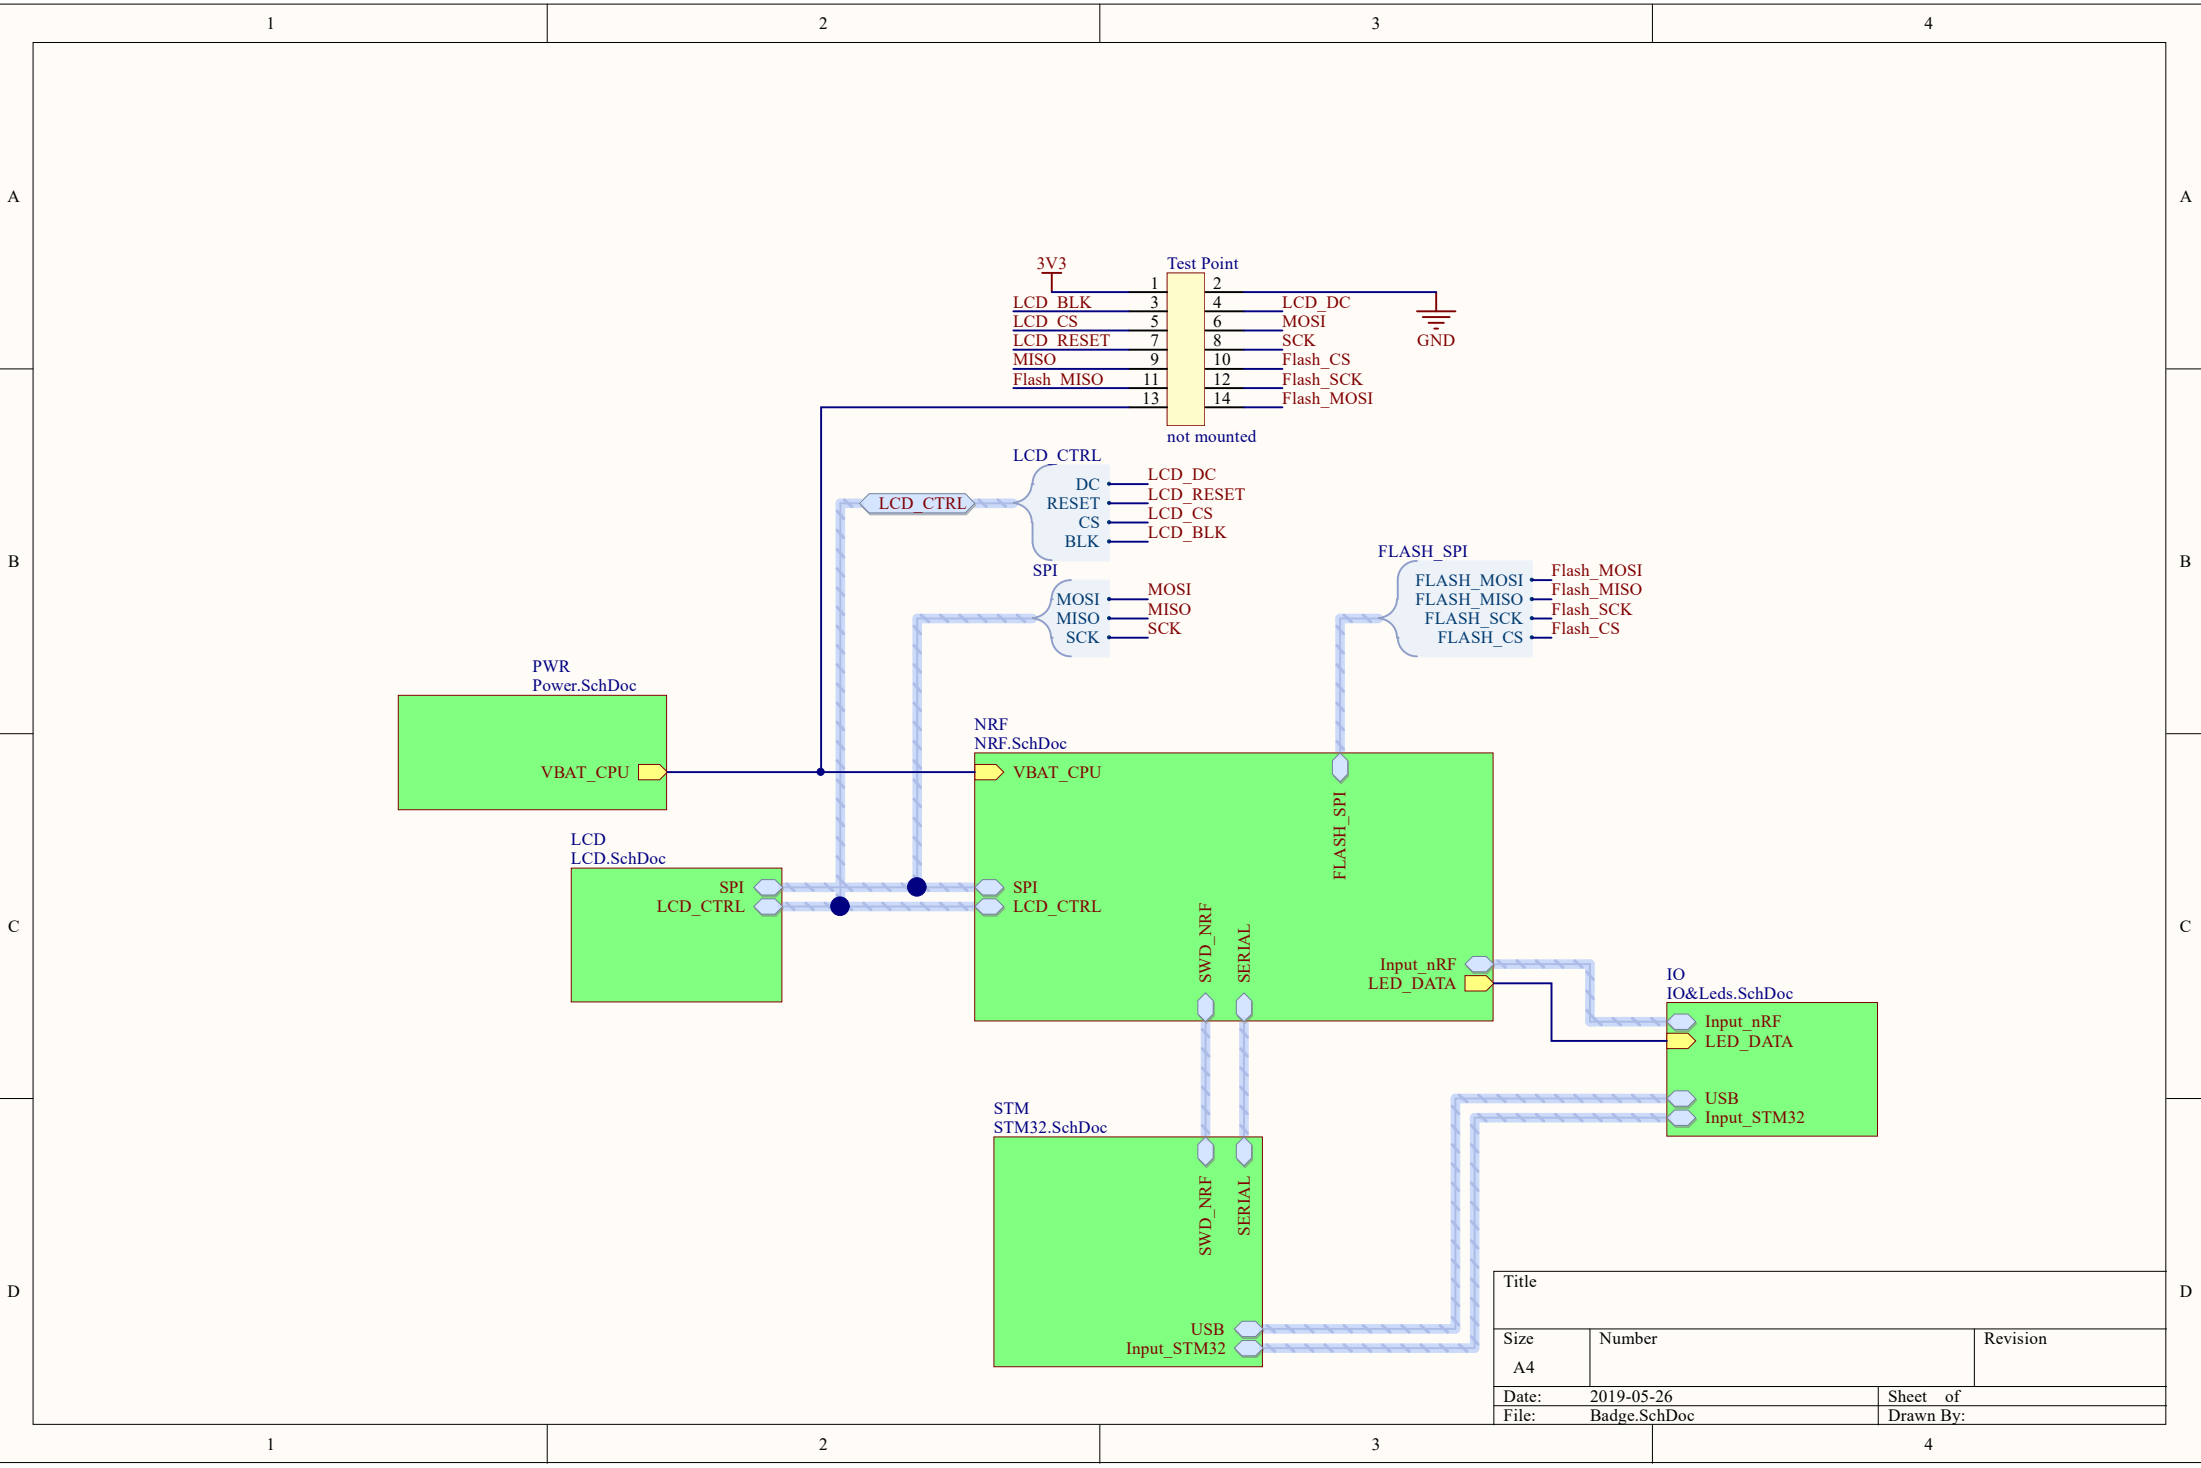 1 2 3 4
A A
3V3 Test Point
1 2
LCD_BLK 3 4 LCD_DC
LCD_CS 5 6 MOSI
LCD_RESET 7 8 SCK
GND
MISO 9 10 Flash_CS
Flash_MISO 11 12 Flash_SCK
13 14 Flash_MOSI
not mounted
LCD_CTRL
DC LCD_DC
LCD_CTRL RESET LCD_RESET
CS LCD_CS
BLK LCD_BLK
B B
SPI
MOSI MOSI
MISO MISO
SCK SCK
FLASH_SPI
FLASH_MOSI Flash_MOSI
FLASH_MISO Flash_MISO
FLASH_SCK Flash_SCK
FLASH_CS Flash_CS
PWR
Power.SchDoc
VBAT_CPU
NRF
NRF.SchDoc
VBAT_CPU
FLASH_SPI
LCD
LCD.SchDoc
SPI
LCD_CTRL
SPI
LCD_CTRL
C C
SWD_NRF
SERIAL
Input_nRF
LED_DATA
IO
IO&Leds.SchDoc
Input_nRF
LED_DATA
USB
Input_STM32
STM
STM32.SchDoc
SWD_NRF
SERIAL
USB
Input_STM32
D D
Title
Size Number Revision
A4
Date: 2019-05-26 Sheet of
File: Badge.SchDoc Drawn By:
1 2 3 4